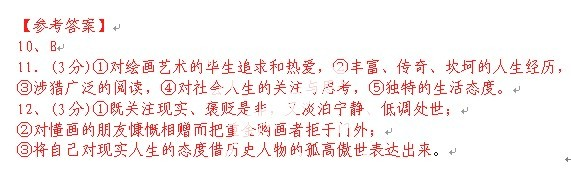 【参考答案】
10、B
11．(3分)①对绘画艺术的毕生追求和热爱，②丰富、传奇、坎坷的人生经历，
③涉猎广泛的阅读，④对社会人生的关注与思考，⑤独特的生活态度。
12、(3分)①既关注现实、褒贬是非，又淡泊宁静、低调处世；
②对懂画的朋友慷慨相赠而把重金购画者拒于门外；
③将自己对现实人生的态度借历史人物的孤高傲世表达出来。